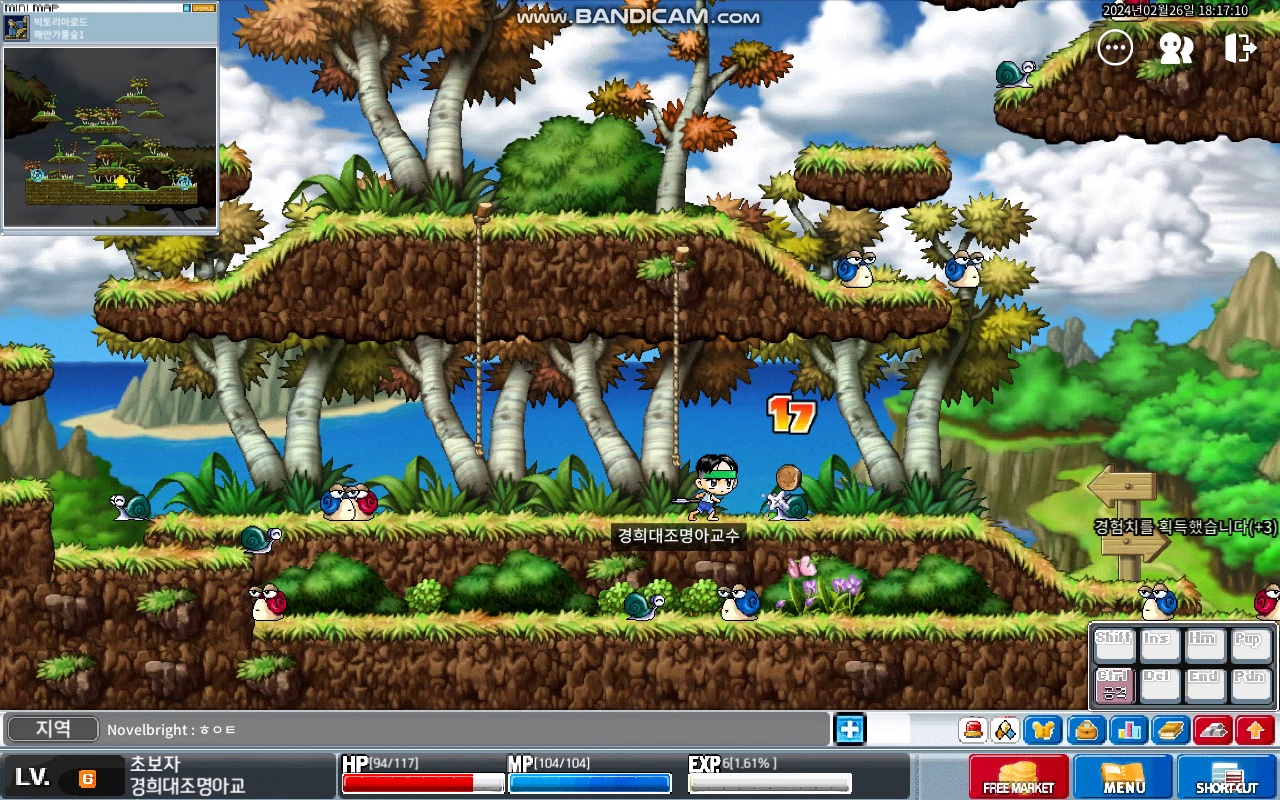 MINI MAP
WWW.BANDICAM.COM
2024년02월26일 18:17:10
빅토리아로드
해안가풀숲1
17
경희대조명아교수
경험치를 획득했습니다(+3)
Shift Ins Hm Pup
Ctrl Del End Pdn
공격
지역 Novelbright : ㅎㅇㅌ
LV. 6 초보자 HP[94/117] MP[104/104] EXP. 6[1.61% ]
경희대조명아교
FREE MARKET MENU SHORTCUT